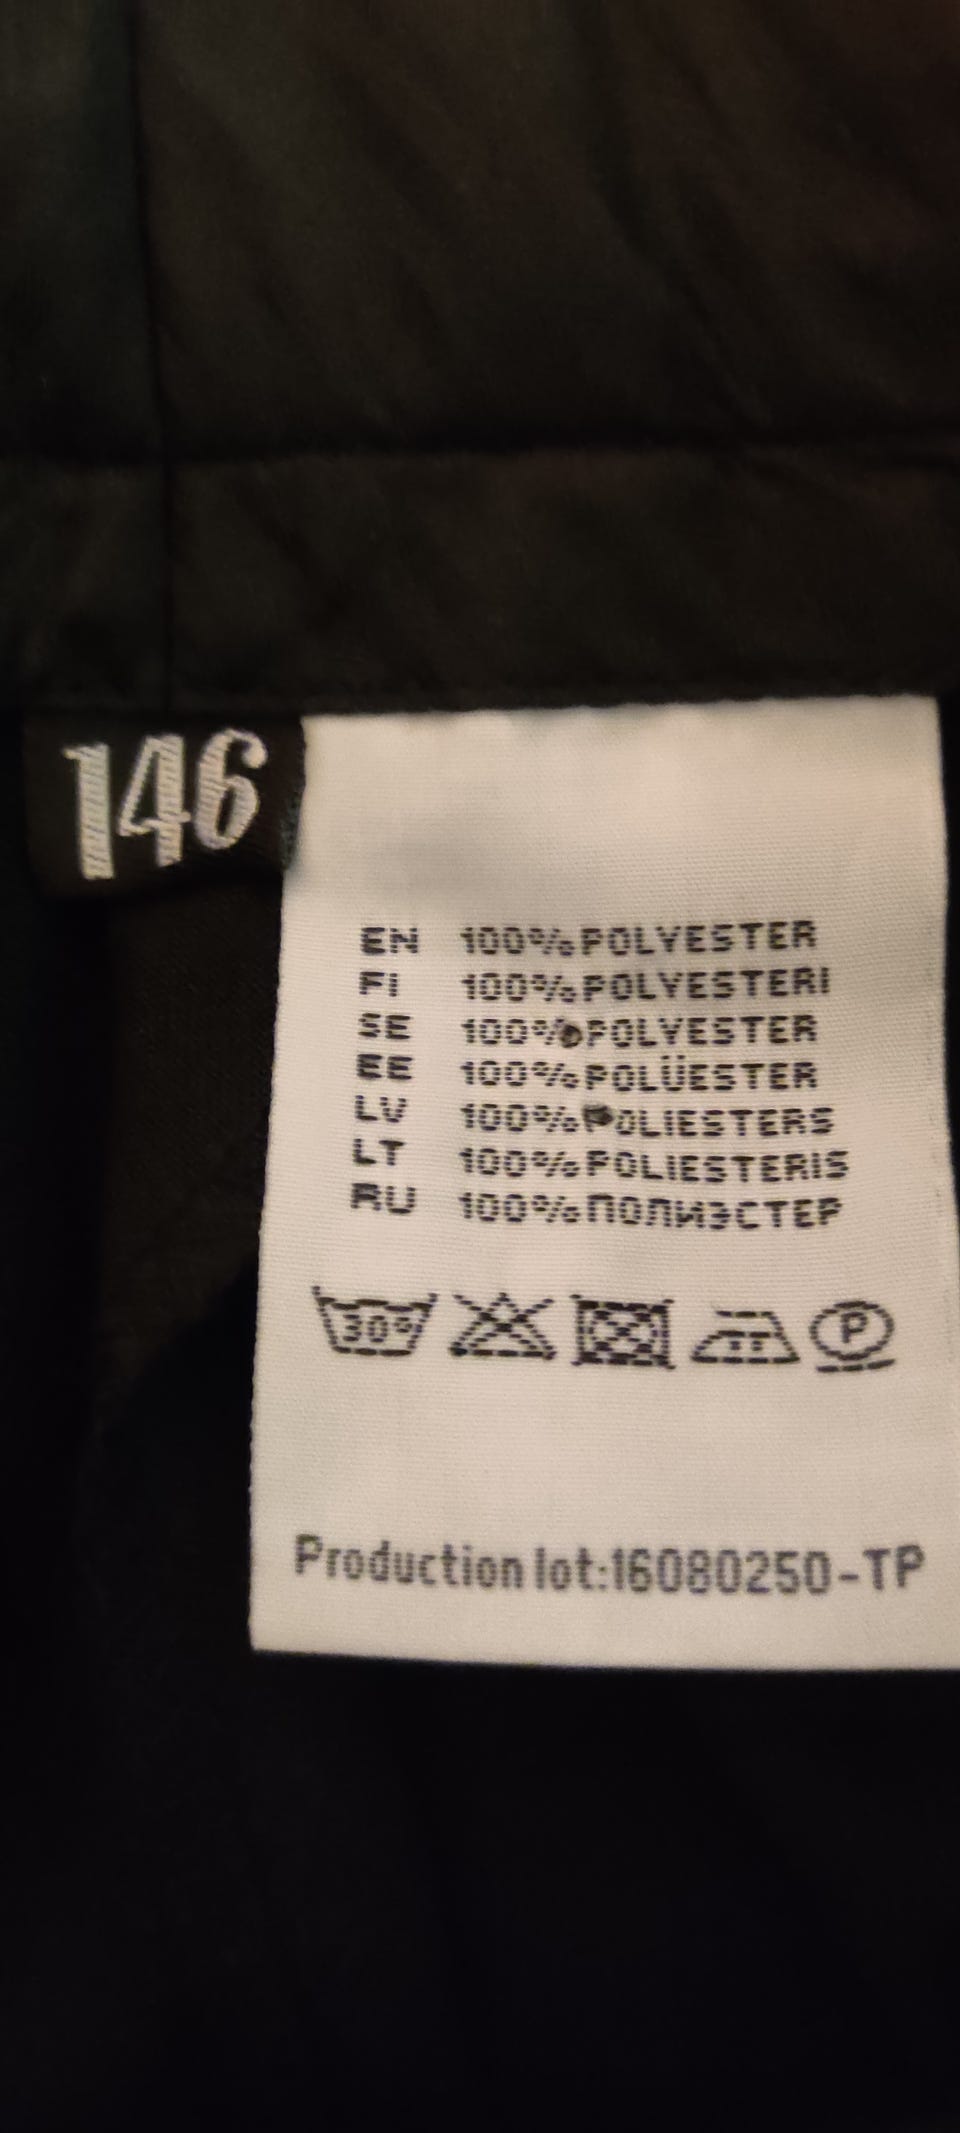 146
EN 100% POLYESTER
FI 100% POLYESTERI
SE 100% POLYESTER
EE 100% POLÜESTER
LV 100% POLIESTERS
LT 100% POLIESTERIS
RU 100% ПОЛИЭСТЕР
30° P
Production lot:16080250-TP